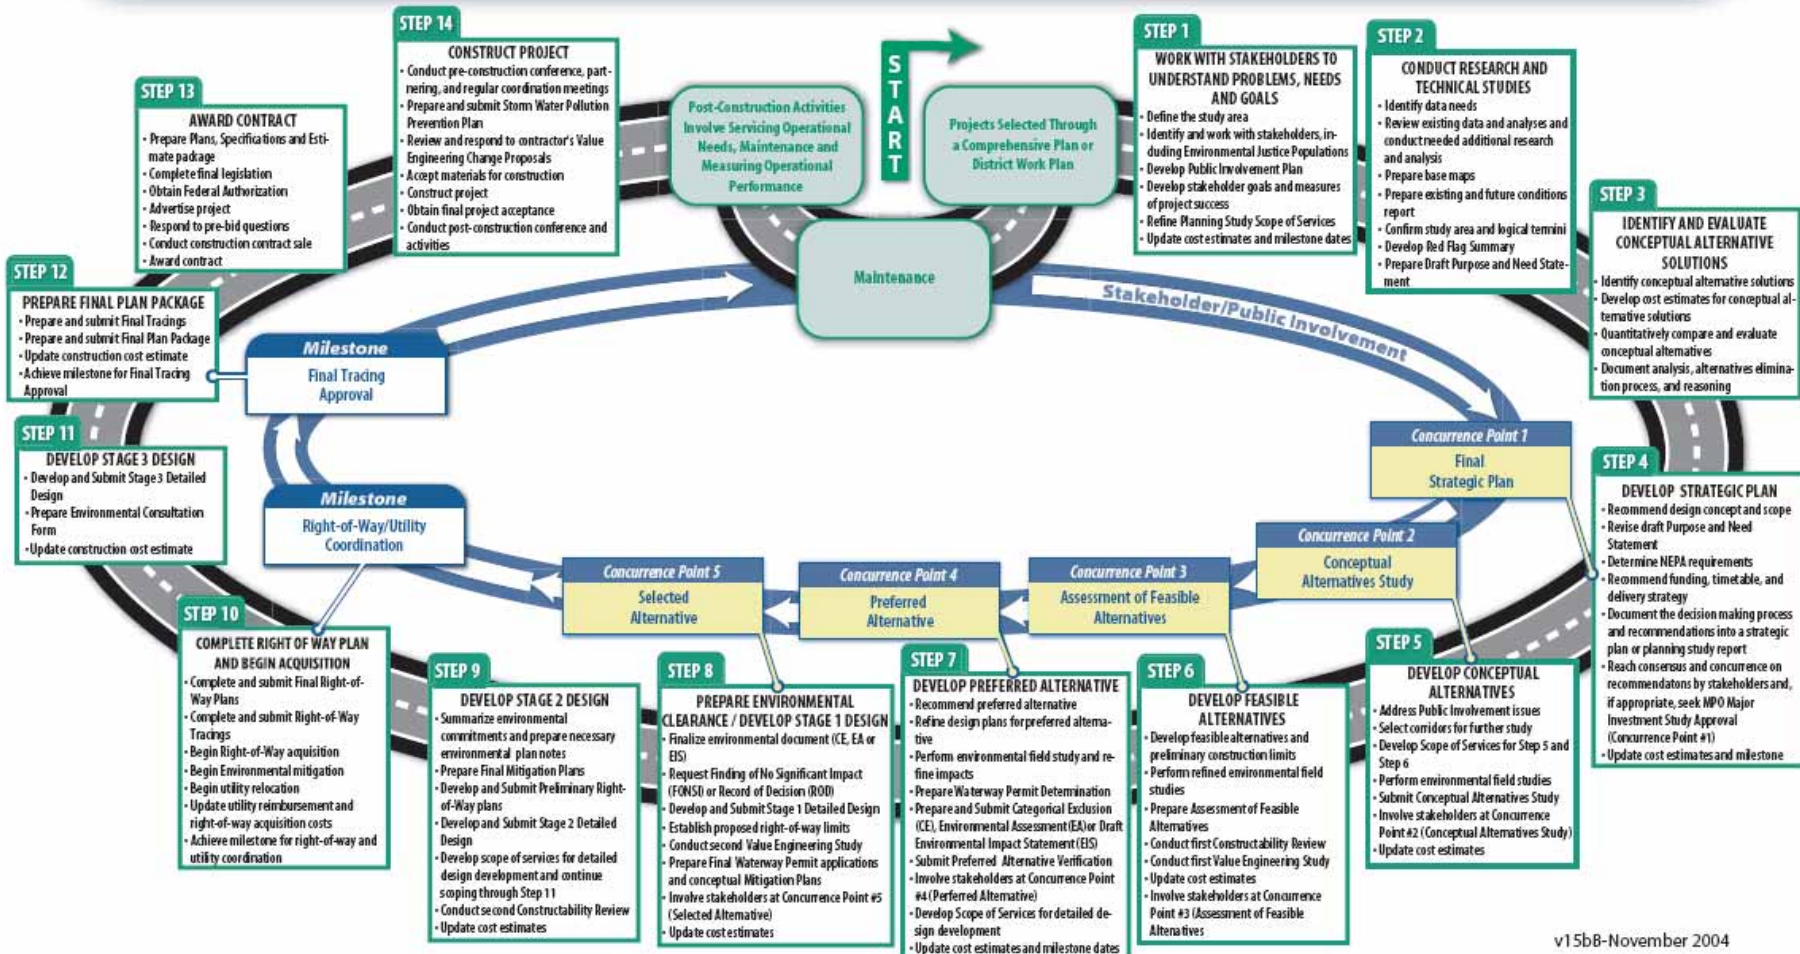 START
Post-Construction Activities
Involve Servicing Operational
Needs, Maintenance and
Measuring Operational
Performance
Projects Selected Through
a Comprehensive Plan or
District Work Plan
Maintenance
Stakeholder/Public Involvement
STEP 1
WORK WITH STAKEHOLDERS TO
UNDERSTAND PROBLEMS, NEEDS
AND GOALS
• Define the study area
• Identify and work with stakeholders, in-
cluding Environmental Justice Populations
• Develop Public Involvement Plan
• Develop stakeholder goals and measures
of project success
• Refine Planning Study Scope of Services
• Update cost estimates and milestone dates
STEP 2
CONDUCT RESEARCH AND
TECHNICAL STUDIES
• Identify data needs
• Review existing data and analyses and
conduct needed additional research
and analysis
• Prepare base maps
• Prepare existing and future conditions
report
• Confirm study area and logical termini
• Develop Red Flag Summary
• Prepare Draft Purpose and Need State-
ment
STEP 3
IDENTIFY AND EVALUATE
CONCEPTUAL ALTERNATIVE
SOLUTIONS
• Identify conceptual alternative solutions
• Develop cost estimates for conceptual al-
ternative solutions
• Quantitatively compare and evaluate
conceptual alternatives
• Document analysis, alternatives elimina-
tion process, and reasoning
Concurrence Point 1
Final
Strategic Plan
STEP 4
DEVELOP STRATEGIC PLAN
• Recommend design concept and scope
• Revise draft Purpose and Need
Statement
• Determine NEPA requirements
• Recommend funding, timetable, and
delivery strategy
• Document the decision making process
and recommendations into a strategic
plan or planning study report
• Reach consensus and concurrence on
recommendatons by stakeholders and,
if appropriate, seek MPO Major
Investment Study Approval
(Concurrence Point #1)
• Update cost estimates and milestone
Concurrence Point 2
Conceptual
Alternatives Study
STEP 5
DEVELOP CONCEPTUAL
ALTERNATIVES
• Address Public Involvement issues
• Select corridors for further study
• Develop Scope of Services for Step 5 and
Step 6
• Perform environmental field studies
• Submit Conceptual Alternatives Study
• Involve stakeholders at Concurrence
Point #2 (Conceptual Alternatives Study)
• Update cost estimates
Concurrence Point 3
Assessment of Feasible
Alternatives
STEP 6
DEVELOP FEASIBLE
ALTERNATIVES
• Develop feasible alternatives and
preliminary construction limits
• Perform refined environmental field
studies
• Prepare Assessment of Feasible
Alternatives
• Conduct first Constructability Review
• Conduct first Value Engineering Study
• Update cost estimates
• Involve stakeholders at Concurrence
Point #3 (Assessment of Feasible
Altenatives
Concurrence Point 4
Preferred
Alternative
STEP 7
DEVELOP PREFERRED ALTERNATIVE
• Recommend preferred alternative
• Refine design plans for preferred alterna-
tive
• Perform environmental field study and re-
fine impacts
• Prepare Waterway Permit Determination
• Prepare and Submit Categorical Exclusion
(CE), Environmental Assessment (EA) or Draft
Environmental Impact Statement (EIS)
• Submit Preferred Alternative Verification
• Involve stakeholders at Concurrence Point
#4 (Perferred Alternative)
• Develop Scope of Services for detailed de-
sign development
• Update cost estimates and milestone dates
Concurrence Point 5
Selected
Alternative
STEP 8
PREPARE ENVIRONMENTAL
CLEARANCE / DEVELOP STAGE 1 DESIGN
• Finalize environmental document (CE, EA or
EIS)
• Request Finding of No Significant Impact
(FONSI) or Record of Decision (ROD)
• Develop and Submit Stage 1 Detailed Design
• Establish proposed right-of-way limits
• Conduct second Value Engineering Study
• Prepare Final Waterway Permit applications
and conceptual Mitigation Plans
• Involve stakeholders at Concurrence Point #5
(Selected Alternative)
• Update cost estimates
STEP 9
DEVELOP STAGE 2 DESIGN
• Summarize environmental
commitments and prepare necessary
environmental plan notes
• Prepare Final Mitigation Plans
• Develop and Submit Preliminary Right-
of-Way plans
• Develop and Submit Stage 2 Detailed
Design
• Develop scope of services for detailed
design development and continue
scoping through Step 11
• Conduct second Constructability Review
• Update cost estimates
Milestone
Right-of-Way/Utility
Coordination
STEP 10
COMPLETE RIGHT OF WAY PLAN
AND BEGIN ACQUISITION
• Complete and submit Final Right-of-
Way Plans
• Complete and submit Right-of-Way
Tracings
• Begin Right-of-Way acquisition
• Begin Environmental mitigation
• Begin utility relocation
• Update utility reimbursement and
right-of-way acquisition costs
• Achieve milestone for right-of-way and
utility coordination
STEP 11
DEVELOP STAGE 3 DESIGN
• Develop and Submit Stage 3 Detailed
Design
• Prepare Environmental Consultation
Form
• Update construction cost estimate
Milestone
Final Tracing
Approval
STEP 12
PREPARE FINAL PLAN PACKAGE
• Prepare and submit Final Tracings
• Prepare and submit Final Plan Package
• Update construction cost estimate
• Achieve milestone for Final Tracing
Approval
STEP 13
AWARD CONTRACT
• Prepare Plans, Specifications and Esti-
mate package
• Complete final legislation
• Obtain Federal Authorization
• Advertise project
• Respond to pre-bid questions
• Conduct construction contract sale
• Award contract
STEP 14
CONSTRUCT PROJECT
• Conduct pre-construction conference, part-
nering, and regular coordination meetings
• Prepare and submit Storm Water Pollution
Prevention Plan
• Review and respond to contractor's Value
Engineering Change Proposals
• Accept materials for construction
• Construct project
• Obtain final project acceptance
• Conduct post-construction conference and
activities
v15bB-November 2004